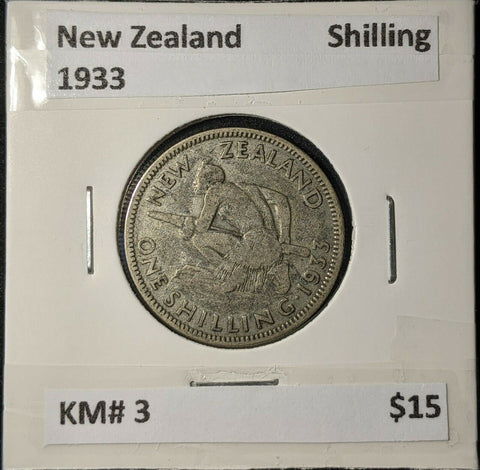 New Zealand Shilling
1933
NEW ZEALAND
ONE SHILLING 1933
KM# 3 $15